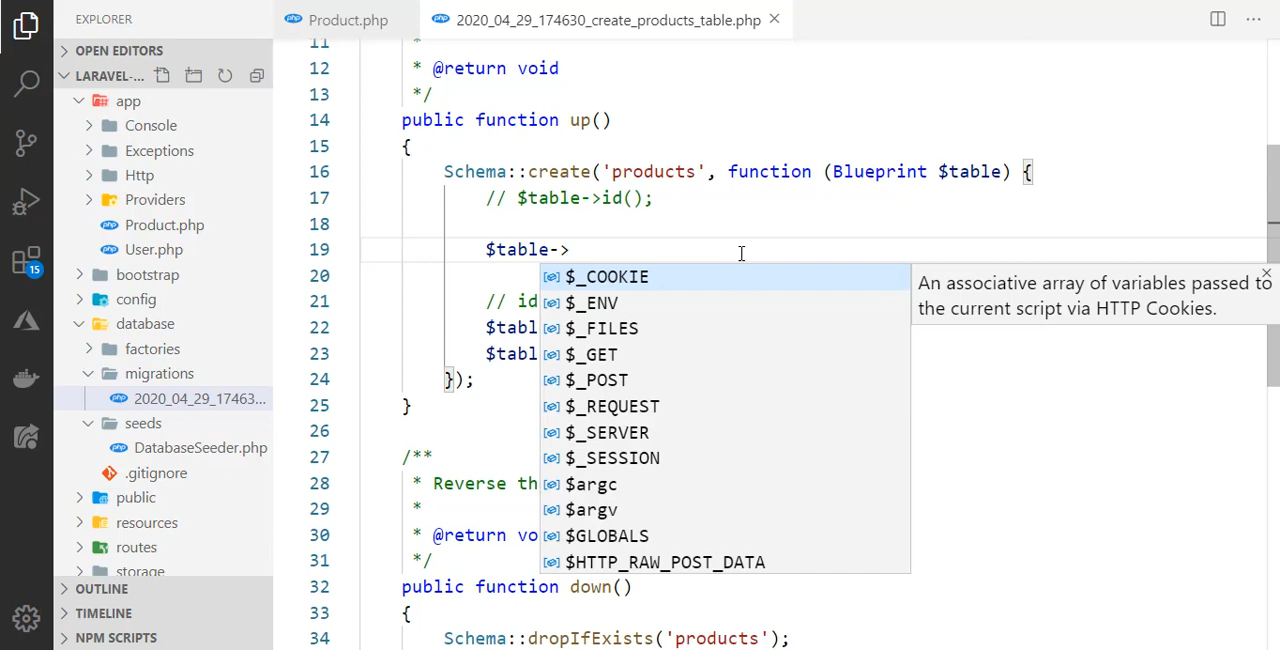 EXPLORER
Product.php
2020_04_29_174630_create_products_table.php
OPEN EDITORS
LARAVEL-...
app
Console
Exceptions
Http
Providers
Product.php
User.php
bootstrap
config
database
factories
migrations
2020_04_29_17463...
seeds
DatabaseSeeder.php
.gitignore
public
resources
routes
storage
OUTLINE
TIMELINE
NPM SCRIPTS
15
11 *
12 * @return void
13 */
14 public function up()
15 {
16 Schema::create('products', function (Blueprint $table) {
17 // $table->id();
18
19 $table->
20
21 // id
22 $tabl
23 $tabl
24 });
25 }
26
27 /**
28 * Reverse th
29 *
30 * @return vo
31 */
32 public function down()
33 {
34 Schema::dropIfExists('products');
$_COOKIE
$_ENV
$_FILES
$_GET
$_POST
$_REQUEST
$_SERVER
$_SESSION
$argc
$argv
$GLOBALS
$HTTP_RAW_POST_DATA
An associative array of variables passed to
the current script via HTTP Cookies.